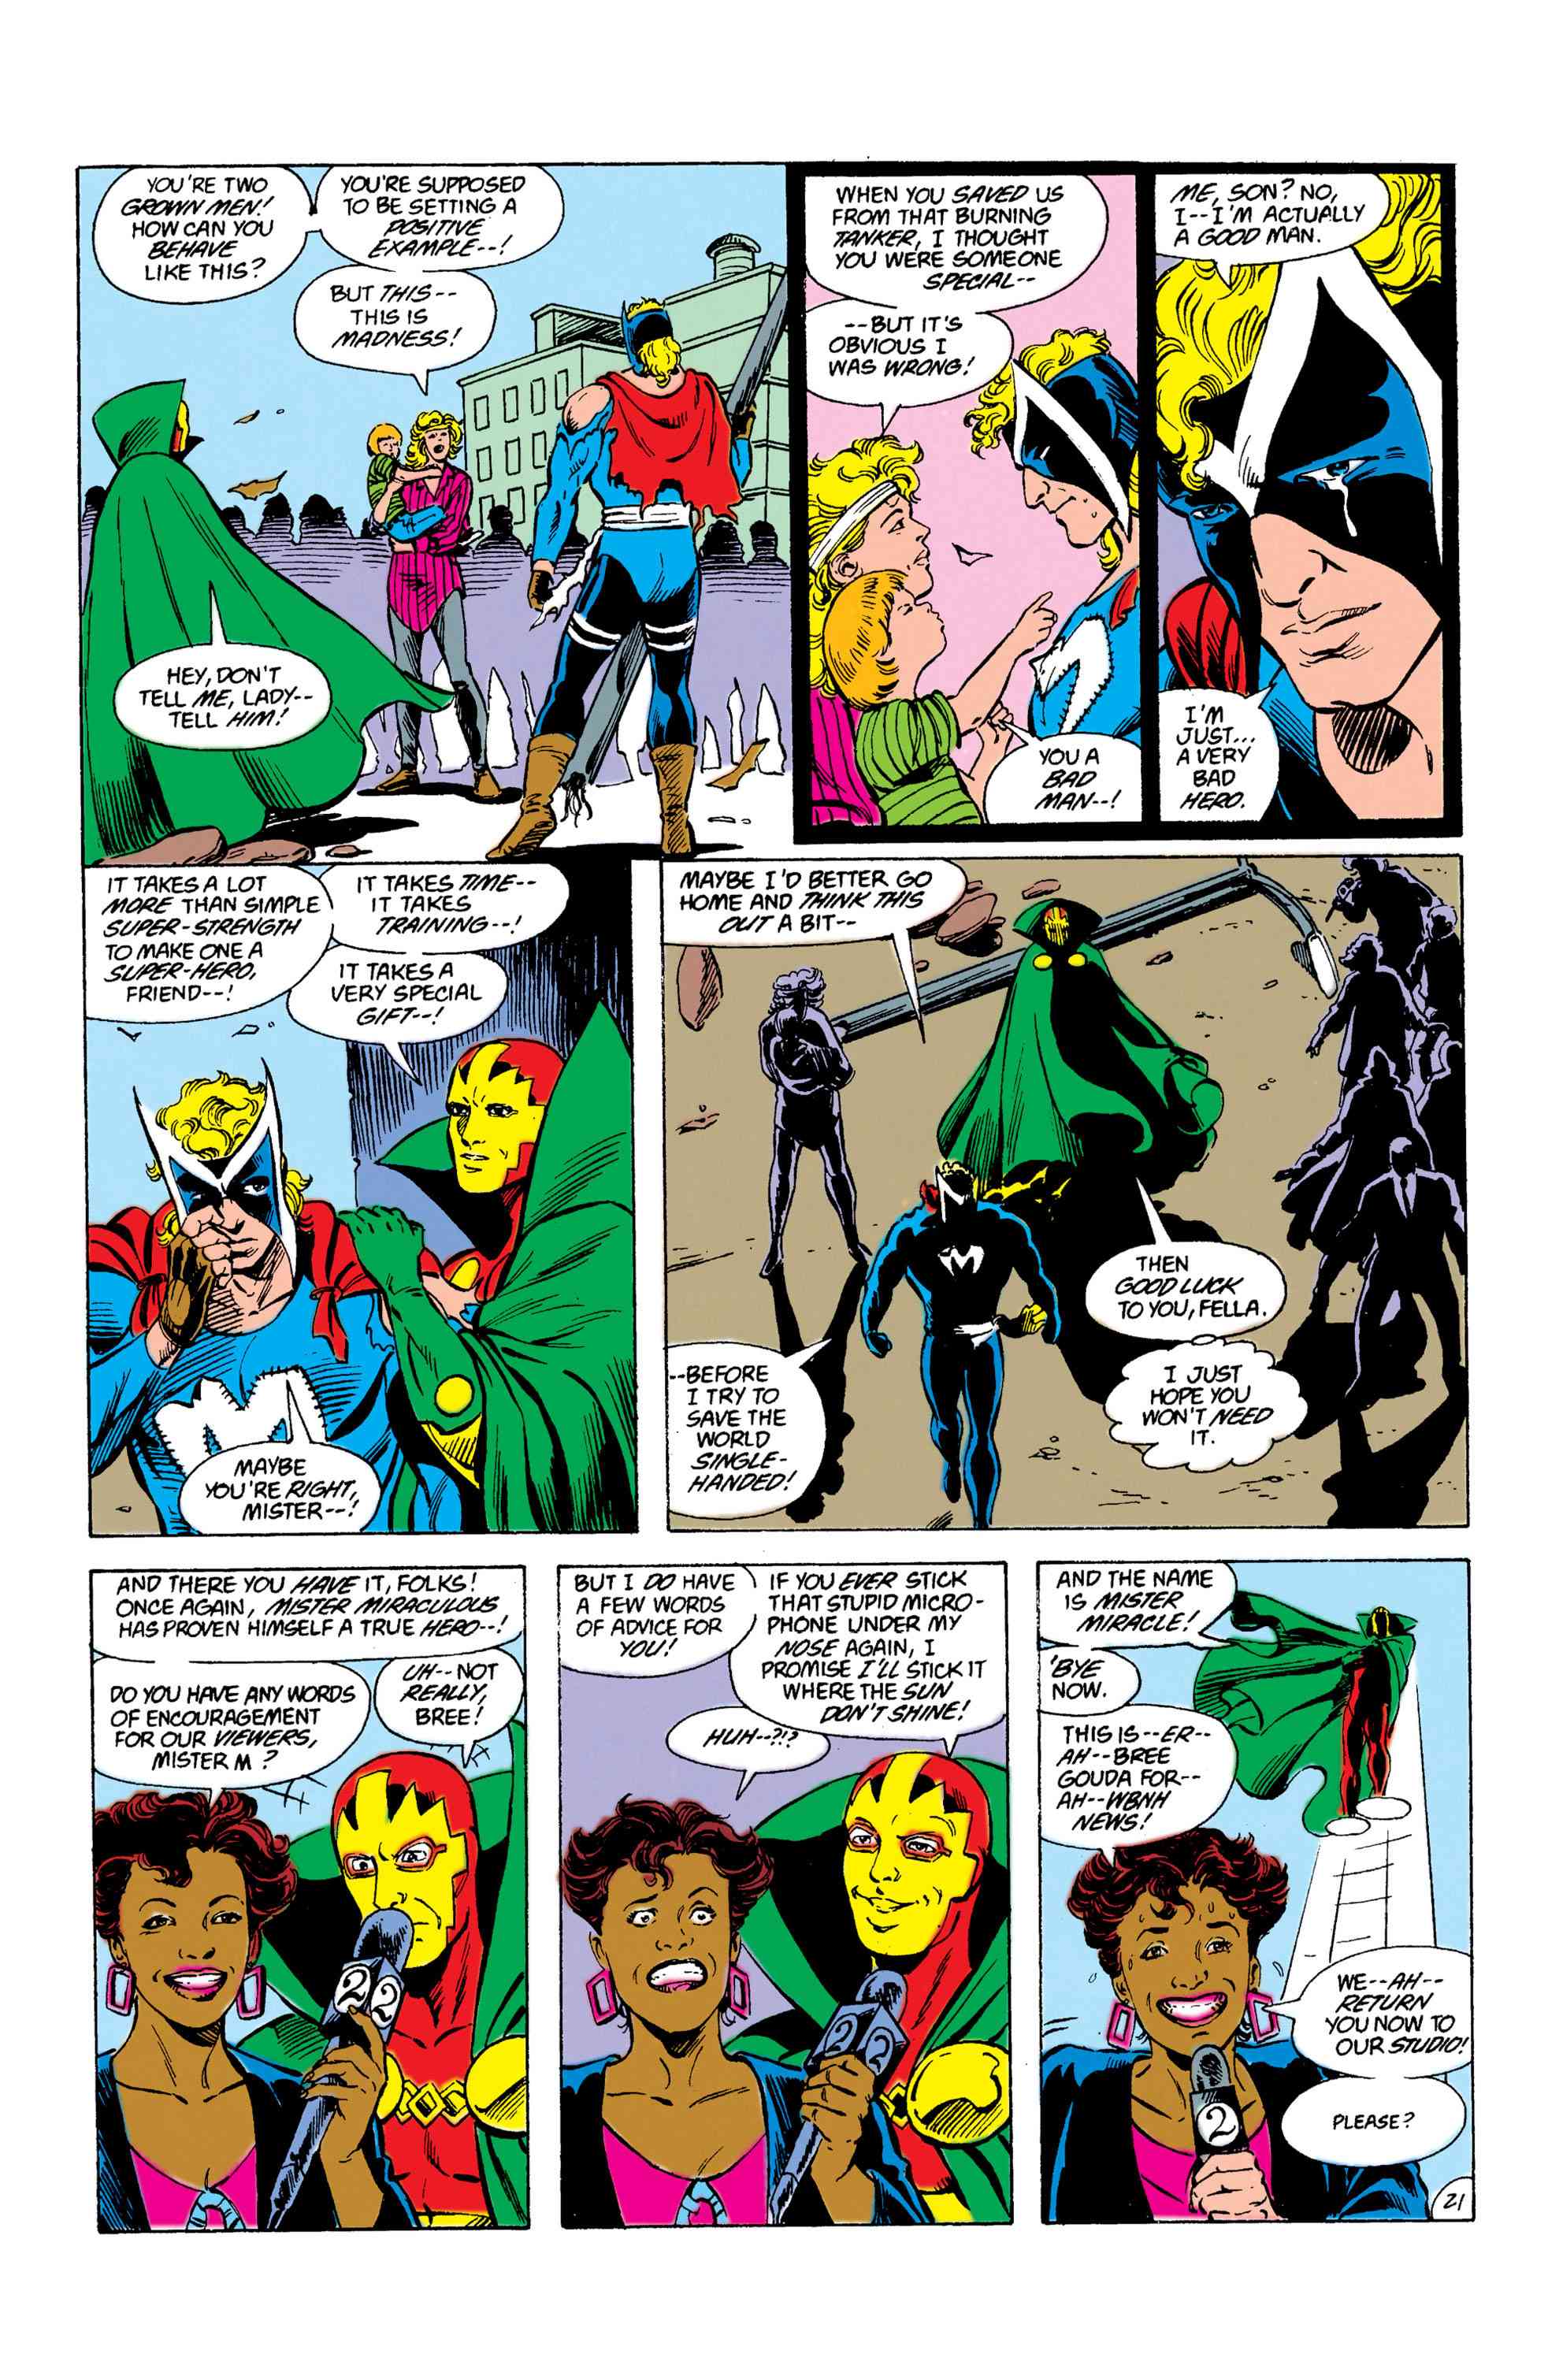 YOU'RE TWO
GROWN MEN!
HOW CAN YOU
BEHAVE
LIKE THIS?
YOU'RE SUPPOSED
TO BE SETTING A
POSITIVE
EXAMPLE--!
BUT THIS--
THIS IS
MADNESS!
HEY, DON'T
TELL ME, LADY--
TELL HIM!
WHEN YOU SAVED US
FROM THAT BURNING
TANKER, I THOUGHT
YOU WERE SOMEONE
SPECIAL--
--BUT IT'S
OBVIOUS I
WAS WRONG!
YOU A
BAD
MAN--!
ME, SON? NO,
I--I'M ACTUALLY
A GOOD MAN.
I'M
JUST...
A VERY
BAD
HERO.
IT TAKES A LOT
MORE THAN SIMPLE
SUPER-STRENGTH
TO MAKE ONE A
SUPER-HERO,
FRIEND--!
IT TAKES TIME--
IT TAKES
TRAINING--!
IT TAKES A
VERY SPECIAL
GIFT--!
M
MAYBE
YOU'RE RIGHT,
MISTER--!
MAYBE I'D BETTER GO
HOME AND THINK THIS
OUT A BIT--
M
--BEFORE
I TRY TO
SAVE THE
WORLD
SINGLE-
HANDED!
THEN
GOOD LUCK
TO YOU, FELLA.
I JUST
HOPE YOU
WON'T NEED
IT.
AND THERE YOU HAVE IT, FOLKS!
ONCE AGAIN, MISTER MIRACULOUS
HAS PROVEN HIMSELF A TRUE HERO--!
DO YOU HAVE ANY WORDS
OF ENCOURAGEMENT
FOR OUR VIEWERS,
MISTER M?
UH--NOT
REALLY,
BREE!
2 2
BUT I DO HAVE
A FEW WORDS
OF ADVICE FOR
YOU!
IF YOU EVER STICK
THAT STUPID MICRO-
PHONE UNDER MY
NOSE AGAIN, I
PROMISE I'LL STICK IT
WHERE THE SUN
DON'T SHINE!
HUH--?!?
2 2
AND THE NAME
IS MISTER
MIRACLE!
'BYE
NOW.
THIS IS--ER--
AH--BREE
GOUDA FOR--
AH--WBNH
NEWS!
WE--AH--
RETURN
YOU NOW TO
OUR STUDIO!
PLEASE?
2
21